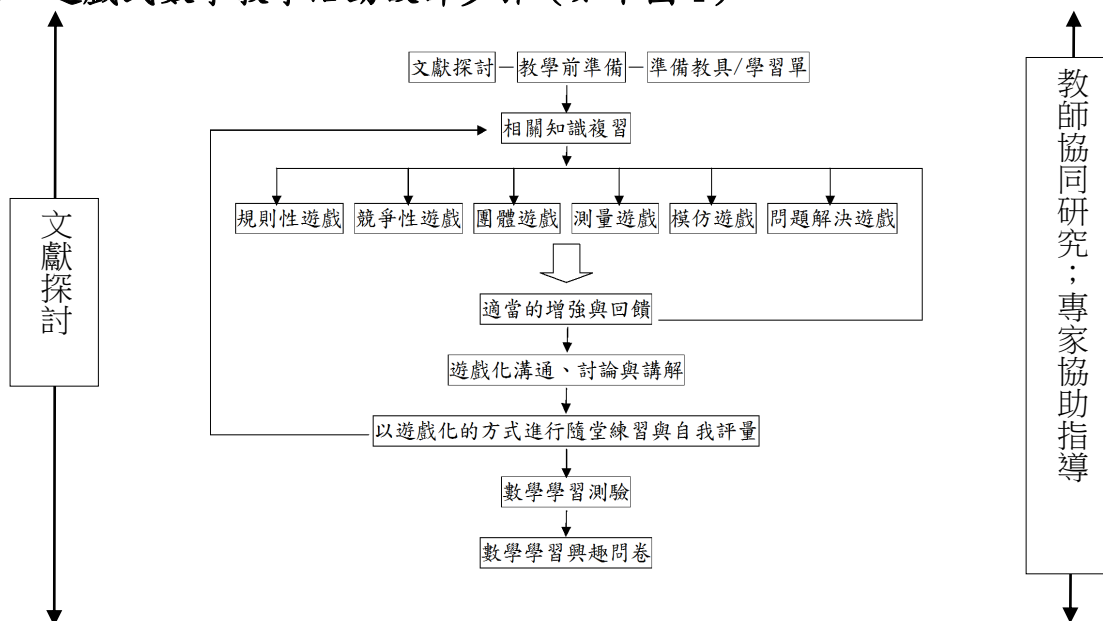 遊戲式數學教學活動設計步驟（如下圖
文獻探討－教學前準備－準備教具/學習單
相關知識複習
規則性遊戲 競爭性遊戲 團體遊戲 測量遊戲 模仿遊戲 問題解決遊戲
適當的增強與回饋
遊戲化溝通、討論與講解
以遊戲化的方式進行隨堂練習與自我評量
數學學習測驗
數學學習興趣問卷
文獻探討
教師協同研究；專家協助指導